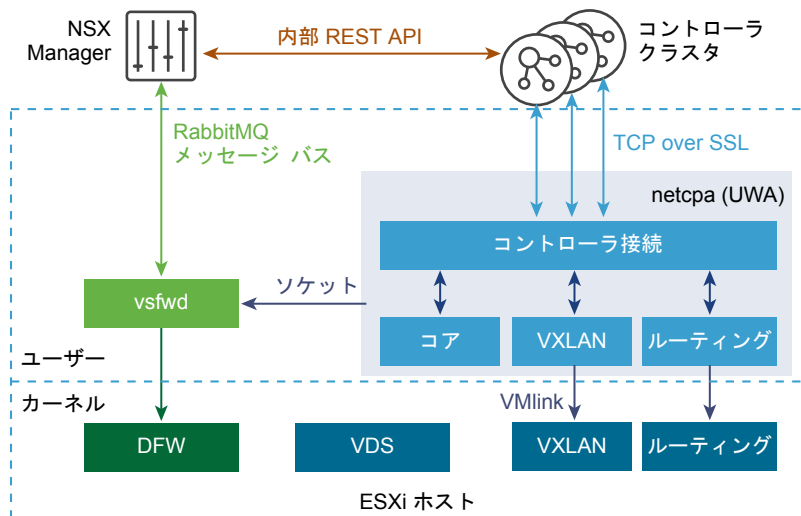 NSX
Manager
内部 REST API
コントローラ
クラスタ
RabbitMQ
メッセージ バス
TCP over SSL
netcpa (UWA)
コントローラ接続
ソケット
vsfwd
コア
VXLAN
ルーティング
ユーザー
カーネル
VMlink
DFW
VDS
VXLAN
ルーティング
ESXi ホスト